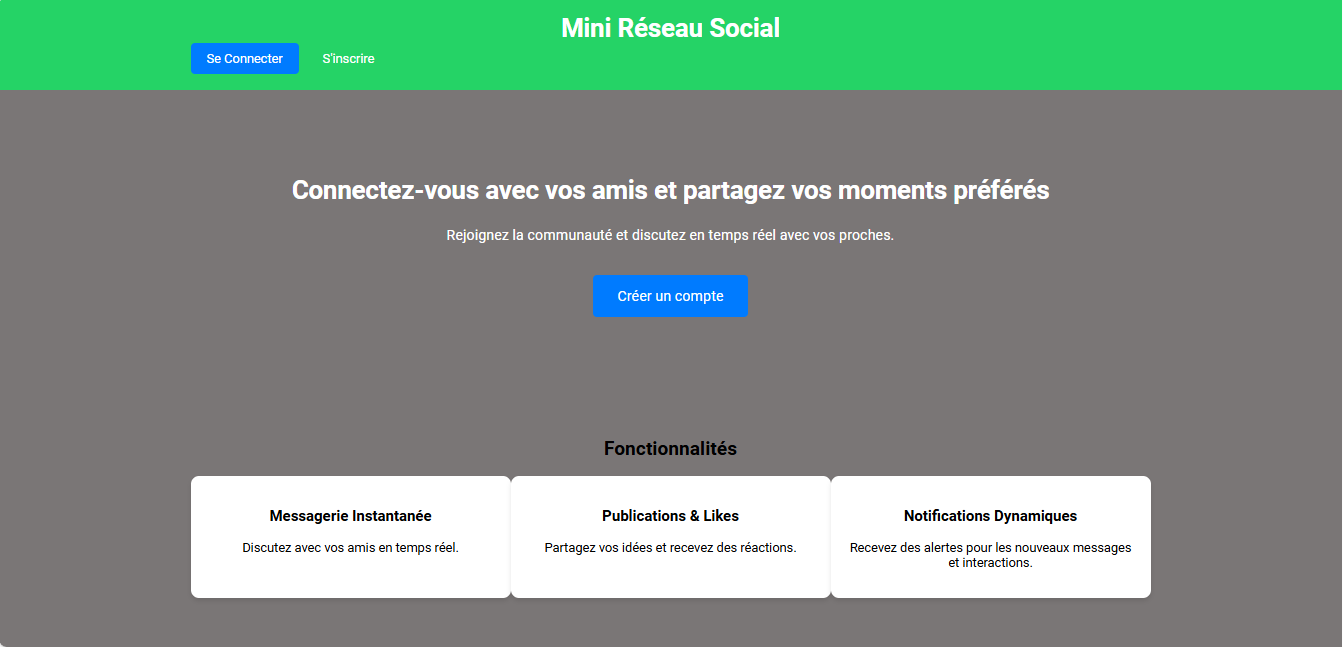 Mini Réseau Social
Se Connecter
S'inscrire
Connectez-vous avec vos amis et partagez vos moments préférés
Rejoignez la communauté et discutez en temps réel avec vos proches.
Créer un compte
Fonctionnalités
Messagerie Instantanée
Discutez avec vos amis en temps réel.
Publications & Likes
Partagez vos idées et recevez des réactions.
Notifications Dynamiques
Recevez des alertes pour les nouveaux messages
et interactions.